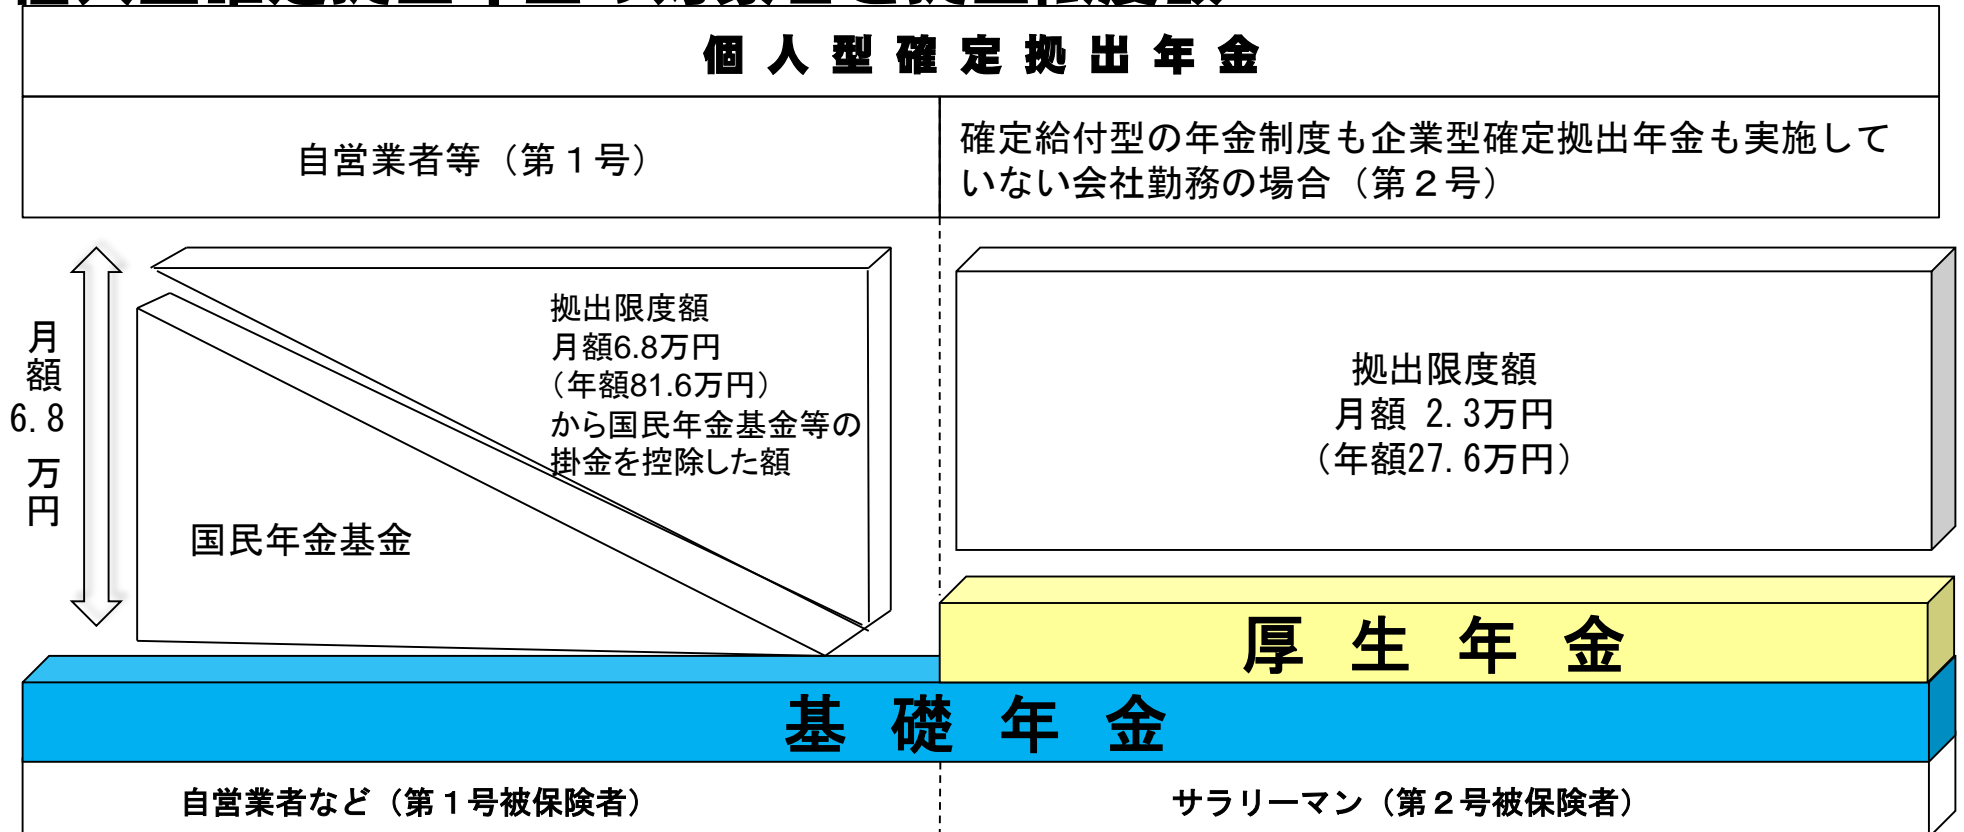 個人型確定拠出年金
自営業者等（第１号）
確定給付型の年金制度も企業型確定拠出年金も実施して
いない会社勤務の場合（第２号）
月額6.8万円
拠出限度額
月額6.8万円
（年額81.6万円）
から国民年金基金等の
掛金を控除した額
国民年金基金
拠出限度額
月額 2.3万円
（年額27.6万円）
厚生年金
基礎年金
自営業者など（第１号被保険者）
サラリーマン（第２号被保険者）